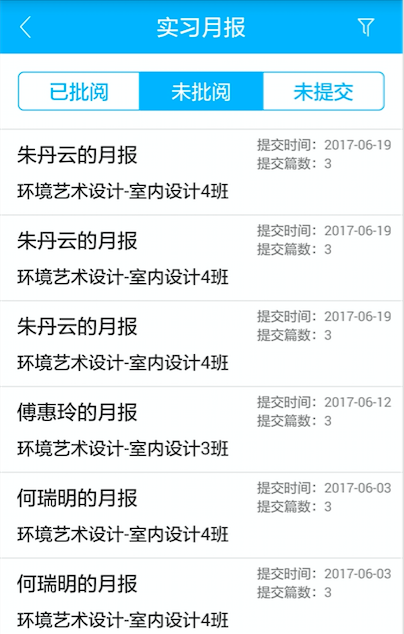 实习月报
已批阅 未批阅 未提交
朱丹云的月报 提交时间：2017-06-19
提交篇数：3
环境艺术设计-室内设计4班
朱丹云的月报 提交时间：2017-06-19
提交篇数：3
环境艺术设计-室内设计4班
朱丹云的月报 提交时间：2017-06-19
提交篇数：3
环境艺术设计-室内设计4班
傅惠玲的月报 提交时间：2017-06-12
提交篇数：3
环境艺术设计-室内设计3班
何瑞明的月报 提交时间：2017-06-03
提交篇数：3
环境艺术设计-室内设计4班
何瑞明的月报 提交时间：2017-06-03
提交篇数：3
环境艺术设计-室内设计4班